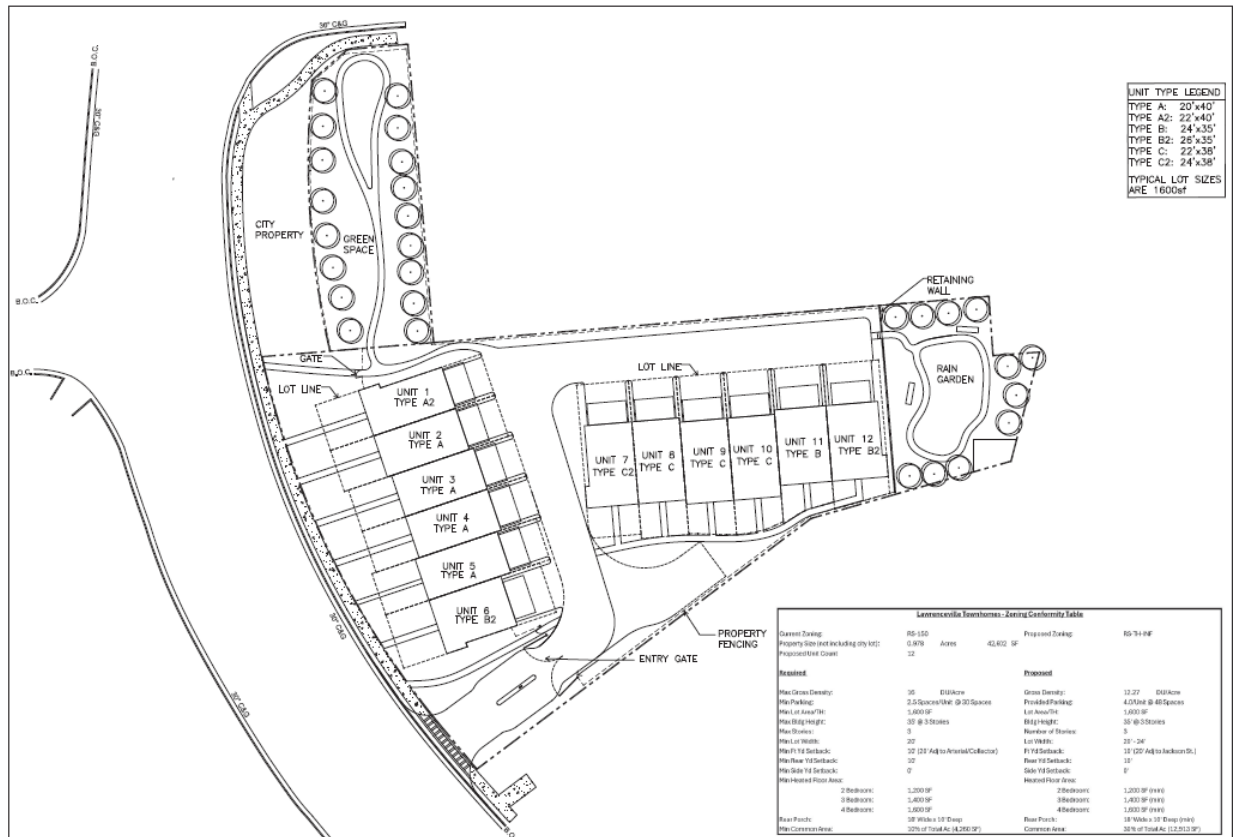 36" C&G
B.O.C.
30" C&G
B.O.C.
B.O.C.
CITY
PROPERTY
GREEN
SPACE
UNIT TYPE LEGEND
TYPE A: 20'x40'
TYPE A2: 22'x40'
TYPE B: 24'x35'
TYPE B2: 26'x35'
TYPE C: 22'x38'
TYPE C2: 24'x38'
TYPICAL LOT SIZES
ARE 1600sf
RETAINING
WALL
RAIN
GARDEN
GATE
LOT LINE
LOT LINE
UNIT 1
TYPE A2
UNIT 2
TYPE A
UNIT 3
TYPE A
UNIT 4
TYPE A
UNIT 5
TYPE A
UNIT 6
TYPE B2
UNIT 7
TYPE C2
UNIT 8
TYPE C
UNIT 9
TYPE C
UNIT 10
TYPE C
UNIT 11
TYPE B
UNIT 12
TYPE B2
PROPERTY
FENCING
ENTRY GATE
30" C&G
30" C&G
Lawrenceville Townhomes - Zoning Conformity Table
Current Zoning: RS-150 Proposed Zoning: RS-TH-INF
Property Size (not including city lot): 0.978 Acres 42,602 SF
Proposed Unit Count 12
Required Proposed
Max Gross Density: 16 DU/Acre Gross Density: 12.27 DU/Acre
Min Parking: 2.5 Spaces/Unit @ 30 Spaces Provided Parking: 4.0/Unit @ 48 Spaces
Min Lot Area/TH: 1,600 SF Lot Area/TH: 1,600 SF
Max Bldg Height: 35' @ 3 Stories Bldg Height: 35' @ 3 Stories
Max Stories: 3 Number of Stories: 3
Min Lot Width: 20' Lot Width: 20' - 24'
Min Ft Yd Setback: 10' (20' Adj to Arterial/Collector) Ft Yd Setback: 10' (20' Adj to Jackson St.)
Min Rear Yd Setback: 10' Rear Yd Setback: 10'
Min Side Yd Setback: 0' Side Yd Setback: 0'
Min Heated Floor Area: Heated Floor Area:
2 Bedroom: 1,200 SF 2 Bedroom: 1,200 SF (min)
3 Bedroom: 1,400 SF 3 Bedroom: 1,400 SF (min)
4 Bedroom: 1,600 SF 4 Bedroom: 1,600 SF (min)
Rear Porch: 18' Wide x 10' Deep Rear Porch: 18' Wide x 10' Deep (min)
Min Common Area: 10% of Total Ac (4,260 SF) Common Area: 30% of Total Ac (12,913 SF)